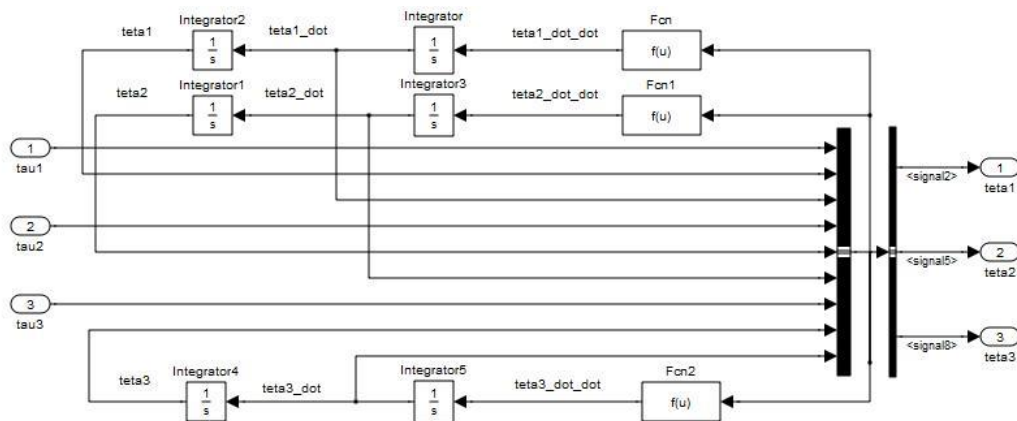 Integrator2
Integrator
Fcn
teta1
1
s
teta1_dot
1
s
teta1_dot_dot
f(u)
Integrator1
Integrator3
Fcn1
teta2
1
s
teta2_dot
1
s
teta2_dot_dot
f(u)
1
tau1
<signal2>
1
teta1
2
tau2
<signal5>
2
teta2
3
tau3
<signal8>
3
teta3
Integrator4
Integrator5
Fcn2
teta3
1
s
teta3_dot
1
s
teta3_dot_dot
f(u)